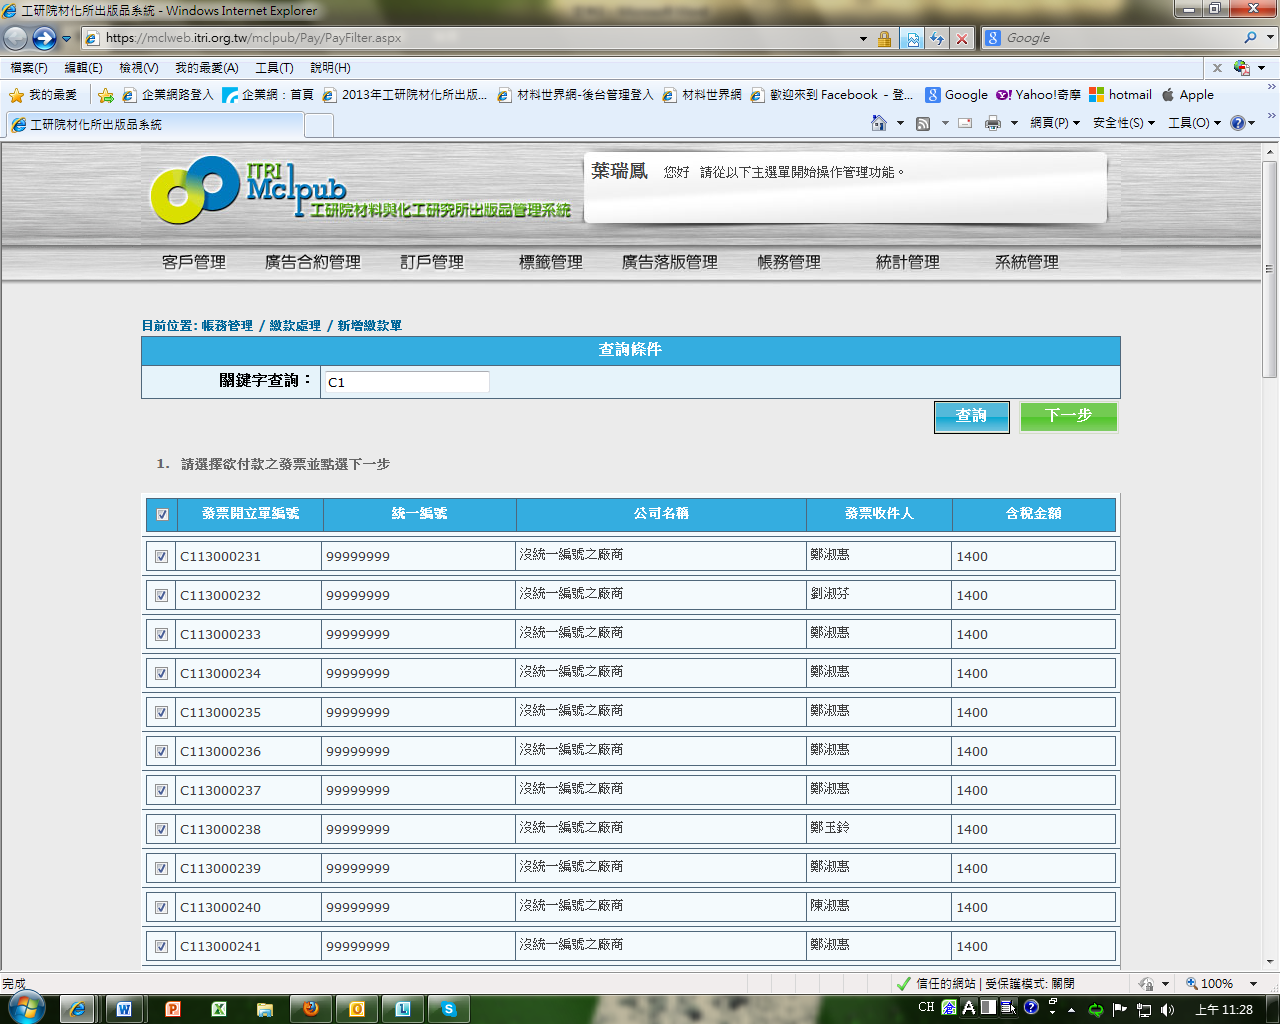 工研院材化所出版品系統 - Windows Internet Explorer
https://mclweb.itri.org.tw/mclpub/Pay/PayFilter.aspx
Google
檔案(F) 編輯(E) 檢視(V) 我的最愛(A) 工具(T) 說明(H)
我的最愛 企業網路登入 企業網：首頁 2013年工研院材化所出版... 材料世界網-後台管理登入 材料世界網 歡迎來到 Facebook - 登... Google Yahoo!奇摩 hotmail Apple
工研院材化所出版品系統
網頁(P) 安全性(S) 工具(O)
ITRI
Mclpub
工研院材料與化工研究所出版品管理系統
葉瑞鳳 您好 請從以下主選單開始操作管理功能。
客戶管理 廣告合約管理 訂戶管理 標籤管理 廣告落版管理 帳務管理 統計管理 系統管理
目前位置: 帳務管理 / 繳款處理 / 新增繳款單
查詢條件
關鍵字查詢： C1
查詢 下一步
1. 請選擇欲付款之發票並點選下一步
發票開立單編號 統一編號 公司名稱 發票收件人 含稅金額
C113000231 99999999 沒統一編號之廠商 鄭淑惠 1400
C113000232 99999999 沒統一編號之廠商 劉淑芬 1400
C113000233 99999999 沒統一編號之廠商 鄭淑惠 1400
C113000234 99999999 沒統一編號之廠商 鄭淑惠 1400
C113000235 99999999 沒統一編號之廠商 鄭淑惠 1400
C113000236 99999999 沒統一編號之廠商 鄭淑惠 1400
C113000237 99999999 沒統一編號之廠商 鄭淑惠 1400
C113000238 99999999 沒統一編號之廠商 鄭玉鈴 1400
C113000239 99999999 沒統一編號之廠商 鄭淑惠 1400
C113000240 99999999 沒統一編號之廠商 陳淑惠 1400
C113000241 99999999 沒統一編號之廠商 鄭淑惠 1400
完成
信任的網站 | 受保護模式: 關閉
100%
CH
上午 11:28